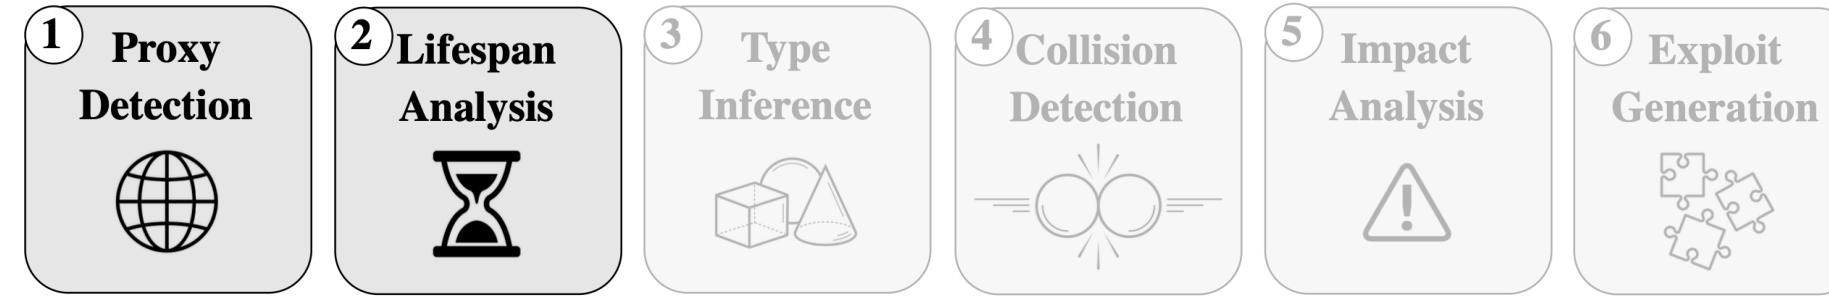 1
Proxy
Detection
2
Lifespan
Analysis
3
Type
Inference
4
Collision
Detection
5
Impact
Analysis
6
Exploit
Generation